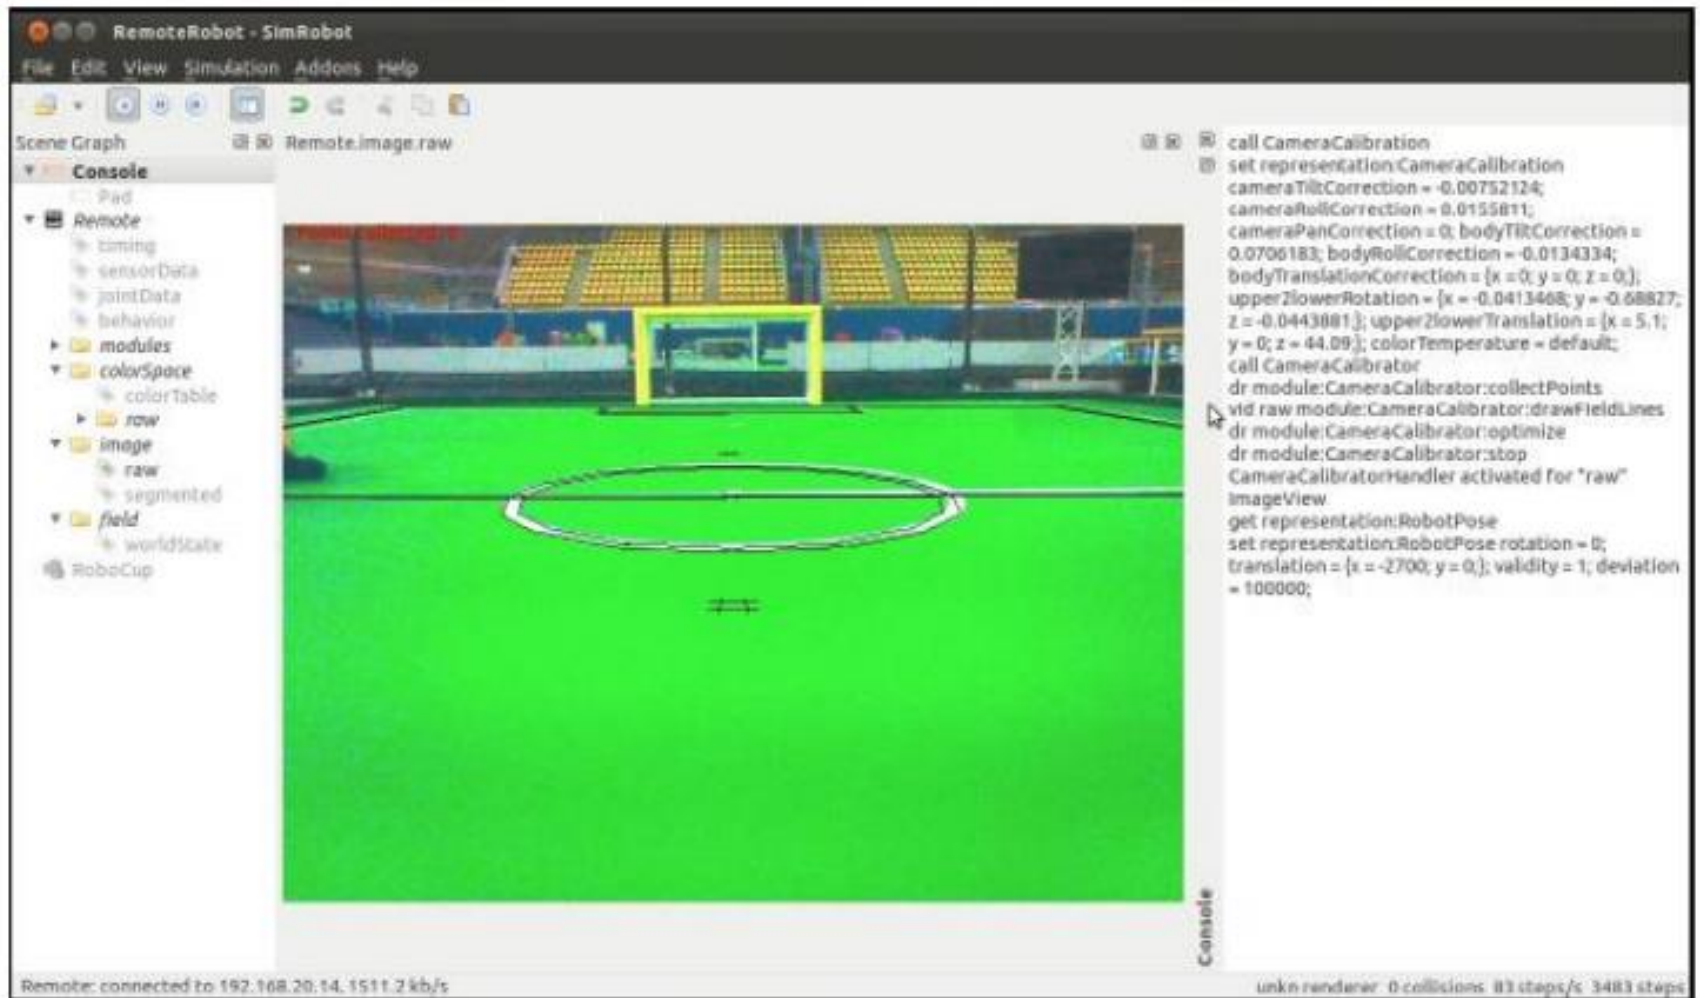 RemoteRobot - SimRobot
File Edit View Simulation Addons Help
Scene Graph
Console
Pad
Remote
timing
sensorData
jointData
behavior
modules
colorSpace
colorTable
raw
image
raw
segmented
field
worldState
RoboCup
Remote.image.raw
call CameraCalibration
set representation:CameraCalibration
cameraTiltCorrection = -0.00752124;
cameraRollCorrection = 0.0155811;
cameraPanCorrection = 0; bodyTiltCorrection =
0.0706183; bodyRollCorrection = -0.0134334;
bodyTranslationCorrection = {x = 0; y = 0; z = 0;};
upper2lowerRotation = {x = -0.0413468; y = -0.68827;
z = -0.0443881;}; upper2lowerTranslation = {x = 5.1;
y = 0; z = 44.09;}; colorTemperature = default;
call CameraCalibrator
dr module:CameraCalibrator:collectPoints
vid raw module:CameraCalibrator:drawFieldLines
dr module:CameraCalibrator:optimize
dr module:CameraCalibrator:stop
CameraCalibratorHandler activated for "raw"
ImageView
get representation:RobotPose
set representation:RobotPose rotation = 0;
translation = {x = -2700; y = 0;}; validity = 1; deviation
= 100000;
Console
Remote: connected to 192.168.20.14, 1511.2 kb/s
unkn renderer 0 collisions 83 steps/s 3483 steps